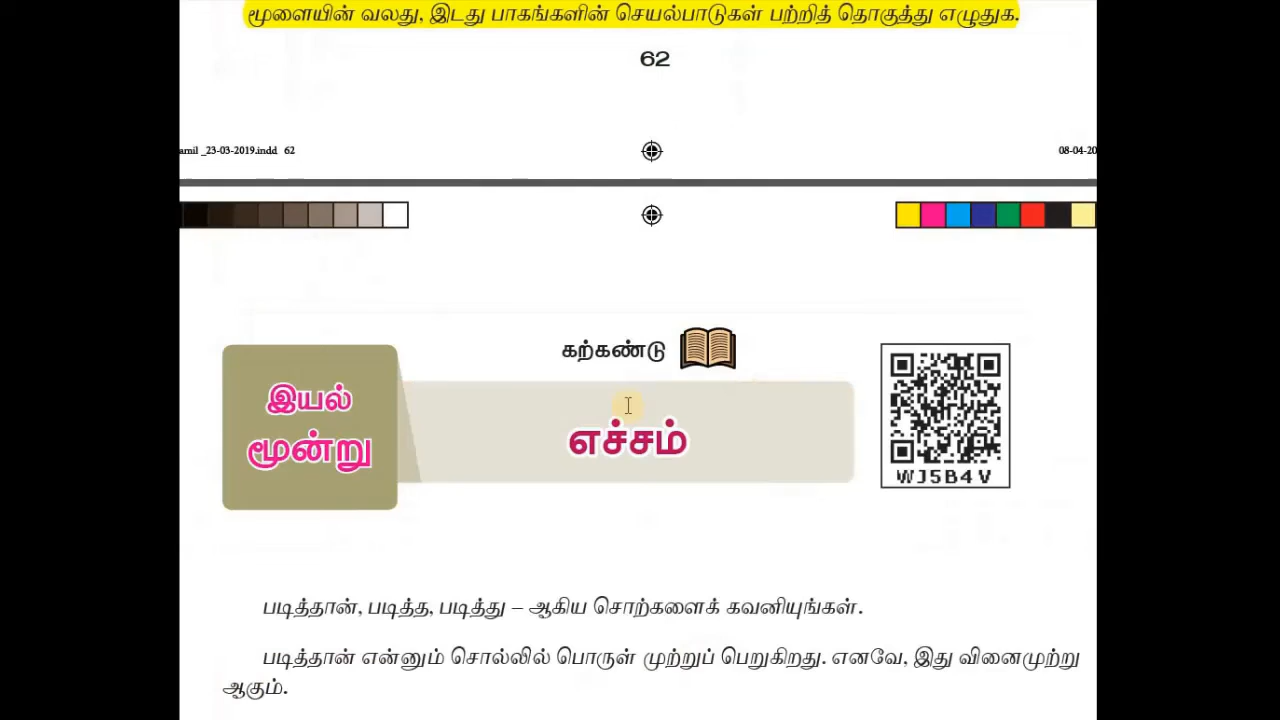 மூளையின் வலது, இடது பாகங்களின் செயல்பாடுகள் பற்றித் தொகுத்து எழுதுக.
62
amil _23-03-2019.indd 62
08-04-20
கற்கண்டு
இயல்
மூன்று
எச்சம்
WJ5B4V
படித்தான், படித்த, படித்து – ஆகிய சொற்களைக் கவனியுங்கள்.
படித்தான் என்னும் சொல்லில் பொருள் முற்றுப் பெறுகிறது. எனவே, இது வினைமுற்று
ஆகும்.